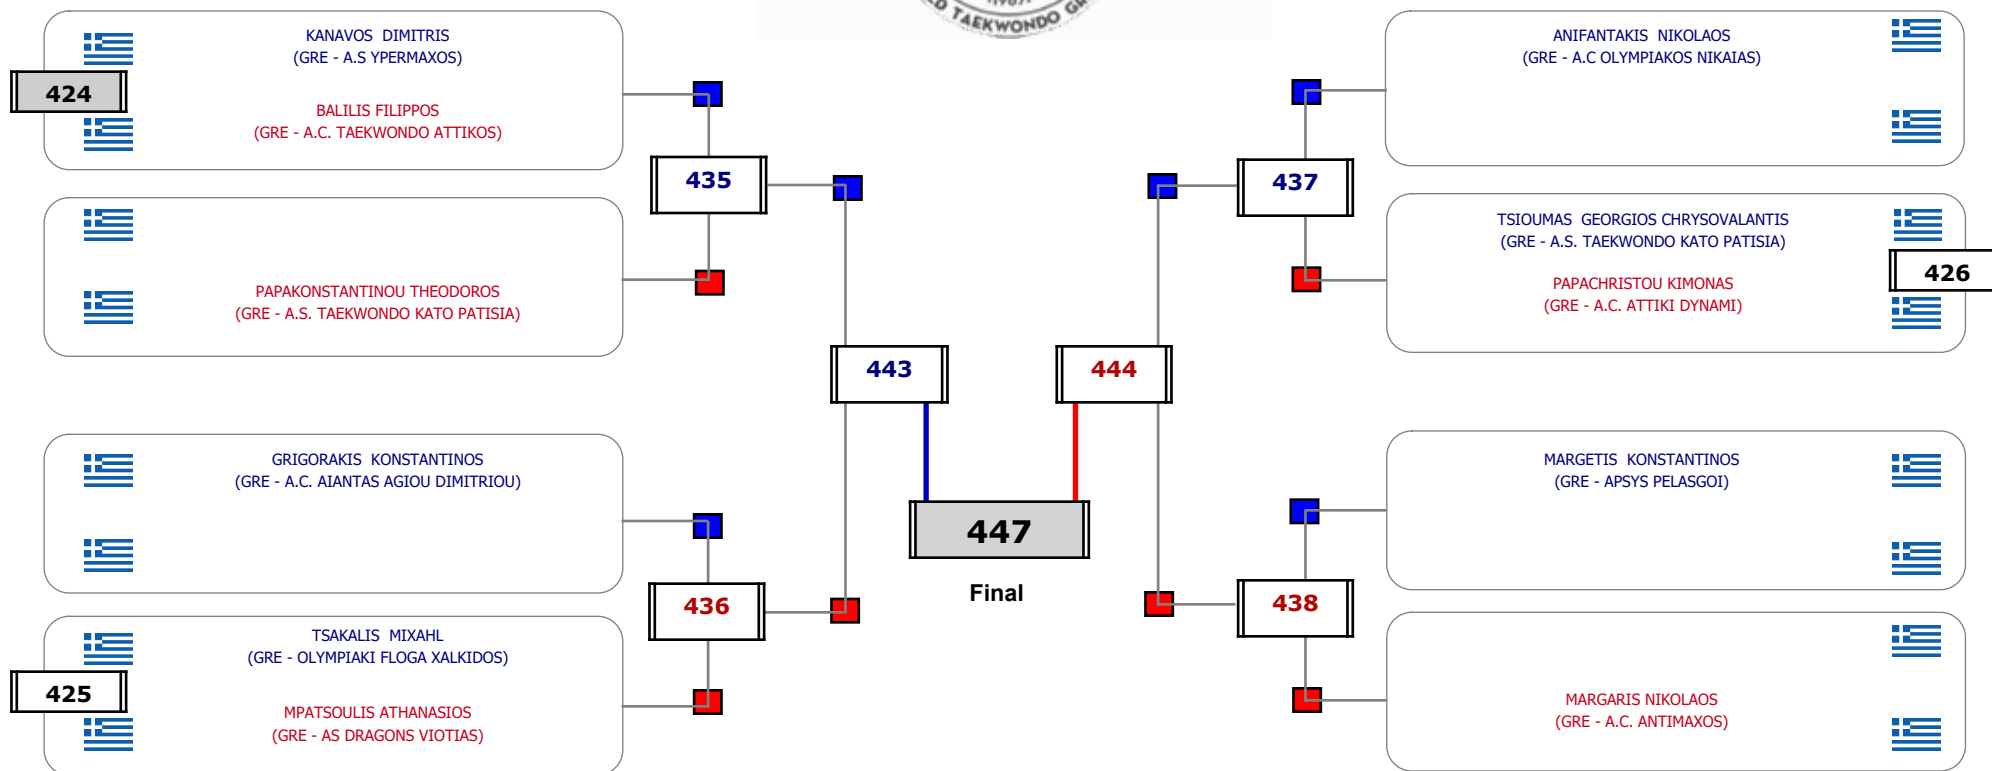 TAEKWONDO
KANAVOS DIMITRIS
(GRE - A.S YPERMAXOS)
424
BALILIS FILIPPOS
(GRE - A.C. TAEKWONDO ATTIKOS)
435
PAPAKONSTANTINOU THEODOROS
(GRE - A.S. TAEKWONDO KATO PATISIA)
443
GRIGORAKIS KONSTANTINOS
(GRE - A.C. AIANTAS AGIOU DIMITRIOU)
436
TSAKALIS MIXAHL
(GRE - OLYMPIAKI FLOGA XALKIDOS)
425
MPATSOULIS ATHANASIOS
(GRE - AS DRAGONS VIOTIAS)
447
Final
ANIFANTAKIS NIKOLAOS
(GRE - A.C OLYMPIAKOS NIKAIAS)
437
TSIOUMAS GEORGIOS CHRYSOVALANTIS
(GRE - A.S. TAEKWONDO KATO PATISIA)
426
PAPACHRISTOU KIMONAS
(GRE - A.C. ATTIKI DYNAMI)
444
MARGETIS KONSTANTINOS
(GRE - APSYS PELASGOI)
438
MARGARIS NIKOLAOS
(GRE - A.C. ANTIMAXOS)